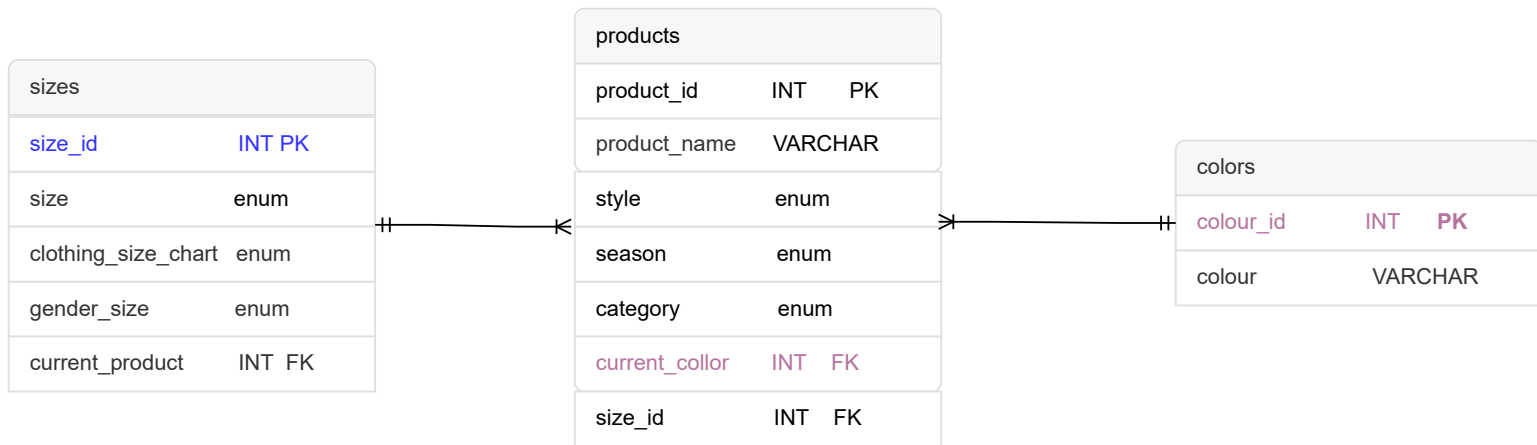 sizes
size_id INT PK
size enum
clothing_size_chart enum
gender_size enum
current_product INT FK
products
product_id INT PK
product_name VARCHAR
style enum
season enum
category enum
current_collor INT FK
size_id INT FK
colors
colour_id INT PK
colour VARCHAR